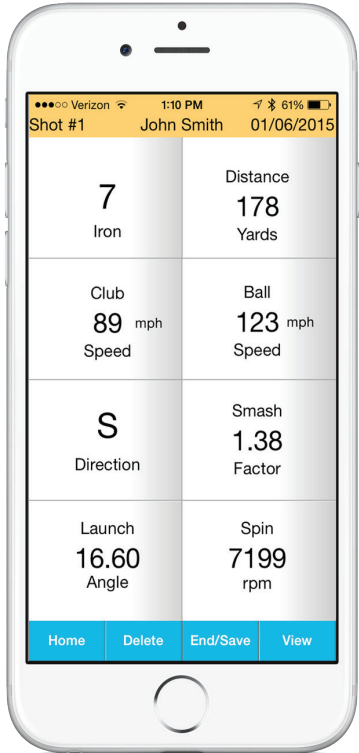 Verizon 1:10 PM 61%
Shot #1 John Smith 01/06/2015
7
Iron
Distance
178
Yards
Club
89 mph
Speed
Ball
123 mph
Speed
S
Direction
Smash
1.38
Factor
Launch
16.60
Angle
Spin
7199
rpm
Home Delete End/Save View